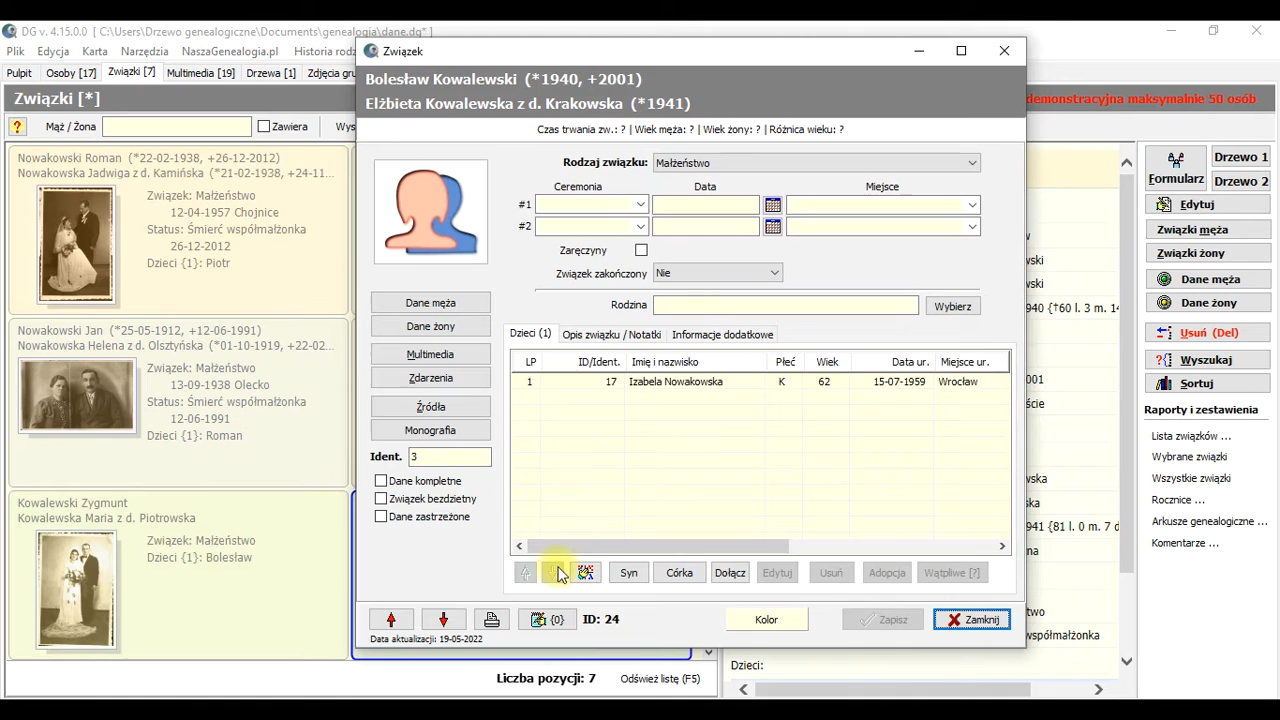 DG v. 4.15.0.0 [ C:\Users\Drzewo genealogiczne\Documents\genealogia\dane.dg* ]
Plik Edycja Karta Narzędzia NaszaGenealogia.pl
Pulpit Osoby [17] Związki [7] Multimedia [19] Drzewa [1]
Związki [*]
demonstracyjna maksymalnie 50 osób
? Mąż / Żona Zawiera
Nowakowski Roman (*22-02-1938, +26-12-2012)
Nowakowska Jadwiga z d. Kamińska (*21-02-1938, +24-11...
Związek: Małżeństwo
12-04-1957 Chojnice
Status: Śmierć współmałżonka
26-12-2012
Dzieci {1}: Piotr
Nowakowski Jan (*25-05-1912, +12-06-1991)
Nowakowska Helena z d. Olsztyńska (*01-10-1919, +22-02...
Związek: Małżeństwo
13-09-1938 Olecko
Status: Śmierć współmałżonka
12-06-1991
Dzieci {1}: Roman
Kowalewski Zygmunt
Kowalewska Maria z d. Piotrowska
Związek: Małżeństwo
Dzieci {1}: Bolesław
Liczba pozycji: 7 Odśwież listę (F5)
Związek
Bolesław Kowalewski (*1940, +2001)
Elżbieta Kowalewska z d. Krakowska (*1941)
Czas trwania zw.: ? | Wiek męża: ? | Wiek żony: ? | Różnica wieku: ?
Rodzaj związku: Małżeństwo
Ceremonia Data Miejsce
#1
#2
Zaręczyny
Związek zakończony Nie
Rodzina Wybierz
Dane męża
Dane żony
Multimedia
Zdarzenia
Źródła
Monografia
Ident. 3
Dane kompletne
Związek bezdzietny
Dane zastrzeżone
Dzieci (1) Opis związku / Notatki Informacje dodatkowe
LP ID/Ident. Imię i nazwisko Płeć Wiek Data ur. Miejsce ur.
1 17 Izabela Nowakowska K 62 15-07-1959 Wrocław
Syn Córka Dołącz Edytuj Usuń Adopcja Wątpliwe [?]
{0} ID: 24 Kolor Zapisz Zamknij
Data aktualizacji: 19-05-2022
Dzieci:
Formularz Drzewo 1
Drzewo 2
Edytuj
Związki męża
Związki żony
Dane męża
Dane żony
Usuń (Del)
Wyszukaj
Sortuj
Raporty i zestawienia
Lista związków ...
Wybrane związki
Wszystkie związki
Rocznice ...
Arkusze genealogiczne ...
Komentarze ...